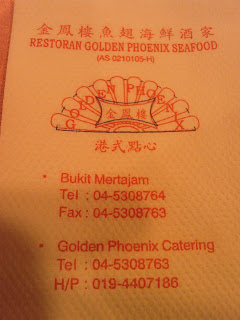 金鳳樓魚翅海鮮酒家
RESTORAN GOLDEN PHOENIX SEAFOOD
(AS 0210105-H)
GOLDEN PHOENIX
金鳳樓
港式點心
• Bukit Mertajam
Tel : 04-5308764
Fax : 04-5308763
• Golden Phoenix Catering
Tel : 04-5308763
H/P : 019-4407186